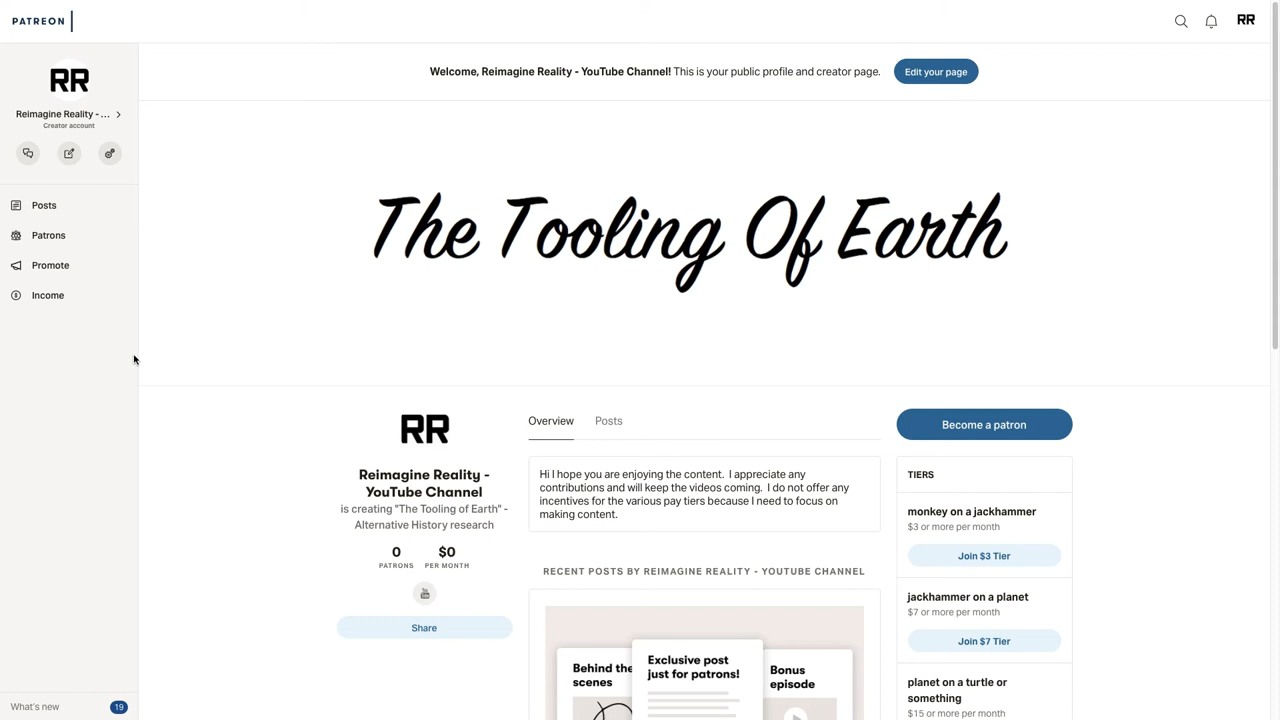 PATREON
RR
RR
Reimagine Reality - ...
Creator account
Posts
Patrons
Promote
Income
What's new
19
Welcome, Reimagine Reality - YouTube Channel! This is your public profile and creator page.
Edit your page
The Tooling Of Earth
RR
Reimagine Reality -
YouTube Channel
is creating "The Tooling of Earth" -
Alternative History research
0
PATRONS
$0
PER MONTH
You
Share
Overview
Posts
Hi I hope you are enjoying the content. I appreciate any
contributions and will keep the videos coming. I do not offer any
incentives for the various pay tiers because I need to focus on
making content.
RECENT POSTS BY REIMAGINE REALITY - YOUTUBE CHANNEL
Behind the
scenes
Exclusive post
just for patrons!
Bonus
episode
Become a patron
TIERS
monkey on a jackhammer
$3 or more per month
Join $3 Tier
jackhammer on a planet
$7 or more per month
Join $7 Tier
planet on a turtle or
something
$15 or more per month